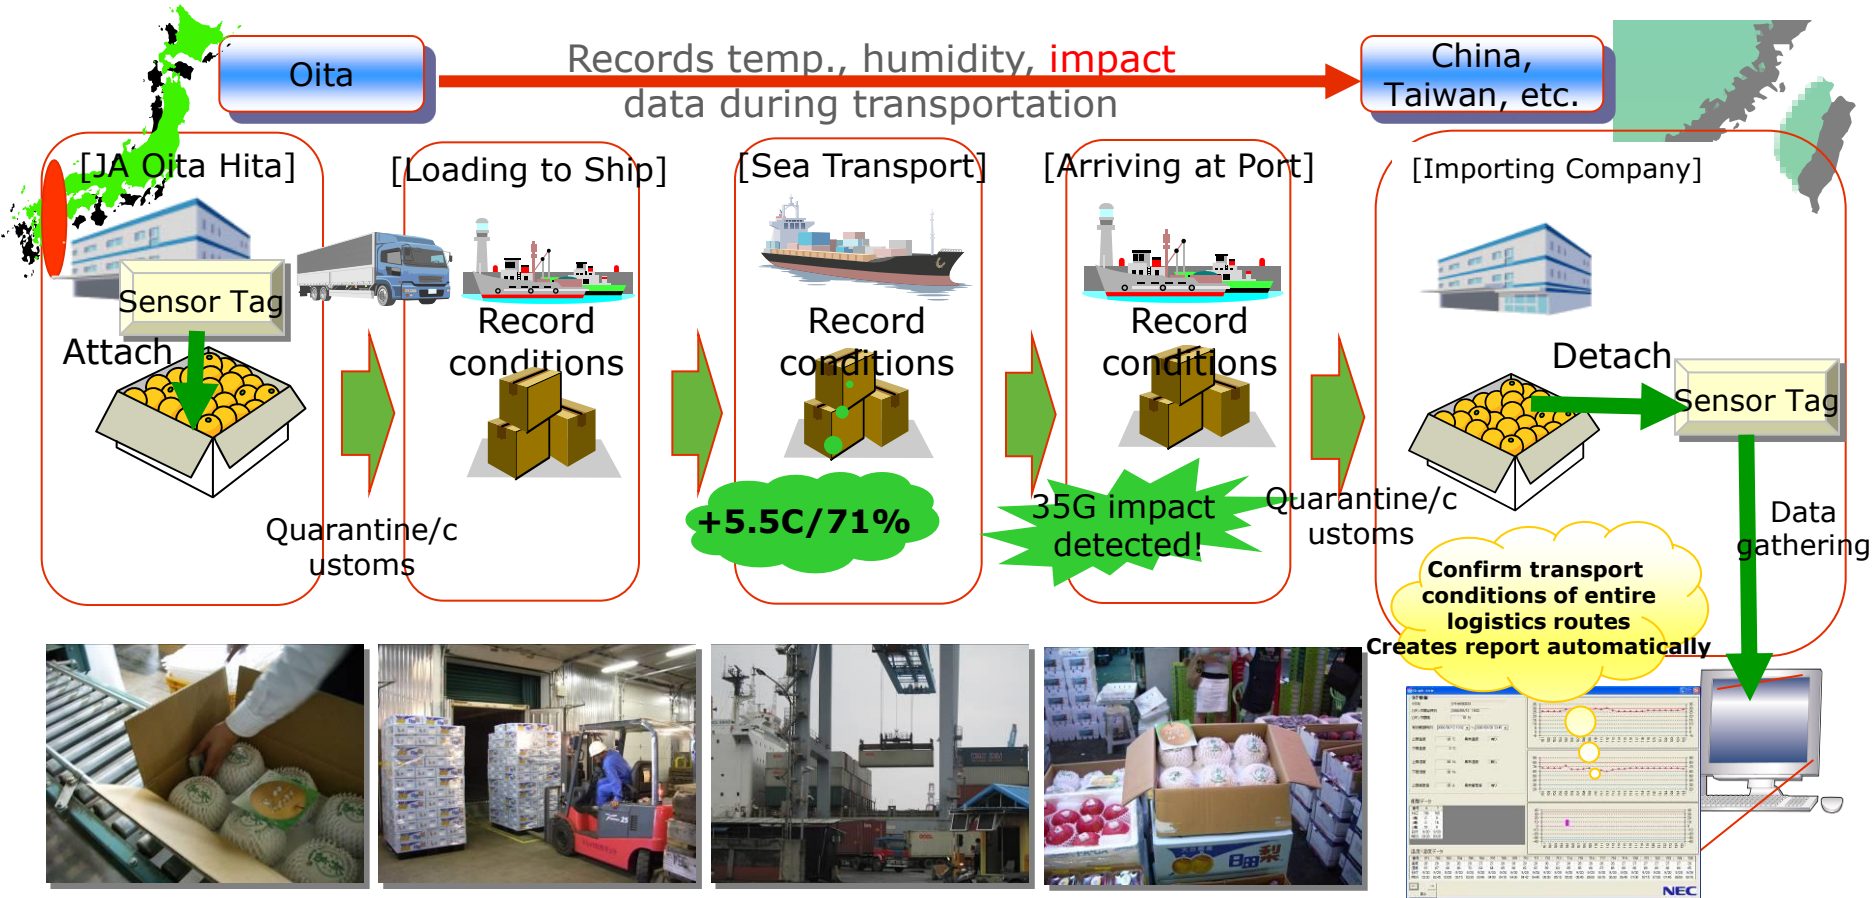 Oita
Records temp., humidity, impact
data during transportation
China,
Taiwan, etc.
[JA Oita Hita]
[Loading to Ship]
[Sea Transport]
[Arriving at Port]
[Importing Company]
Sensor Tag
Attach
Record
conditions
Record
conditions
Record
conditions
Detach
Sensor Tag
Quarantine/c
ustoms
+5.5C/71%
35G impact
detected!
Quarantine/c
ustoms
Data
gathering
Confirm transport
conditions of entire
logistics routes
Creates report automatically
日田梨
NEC